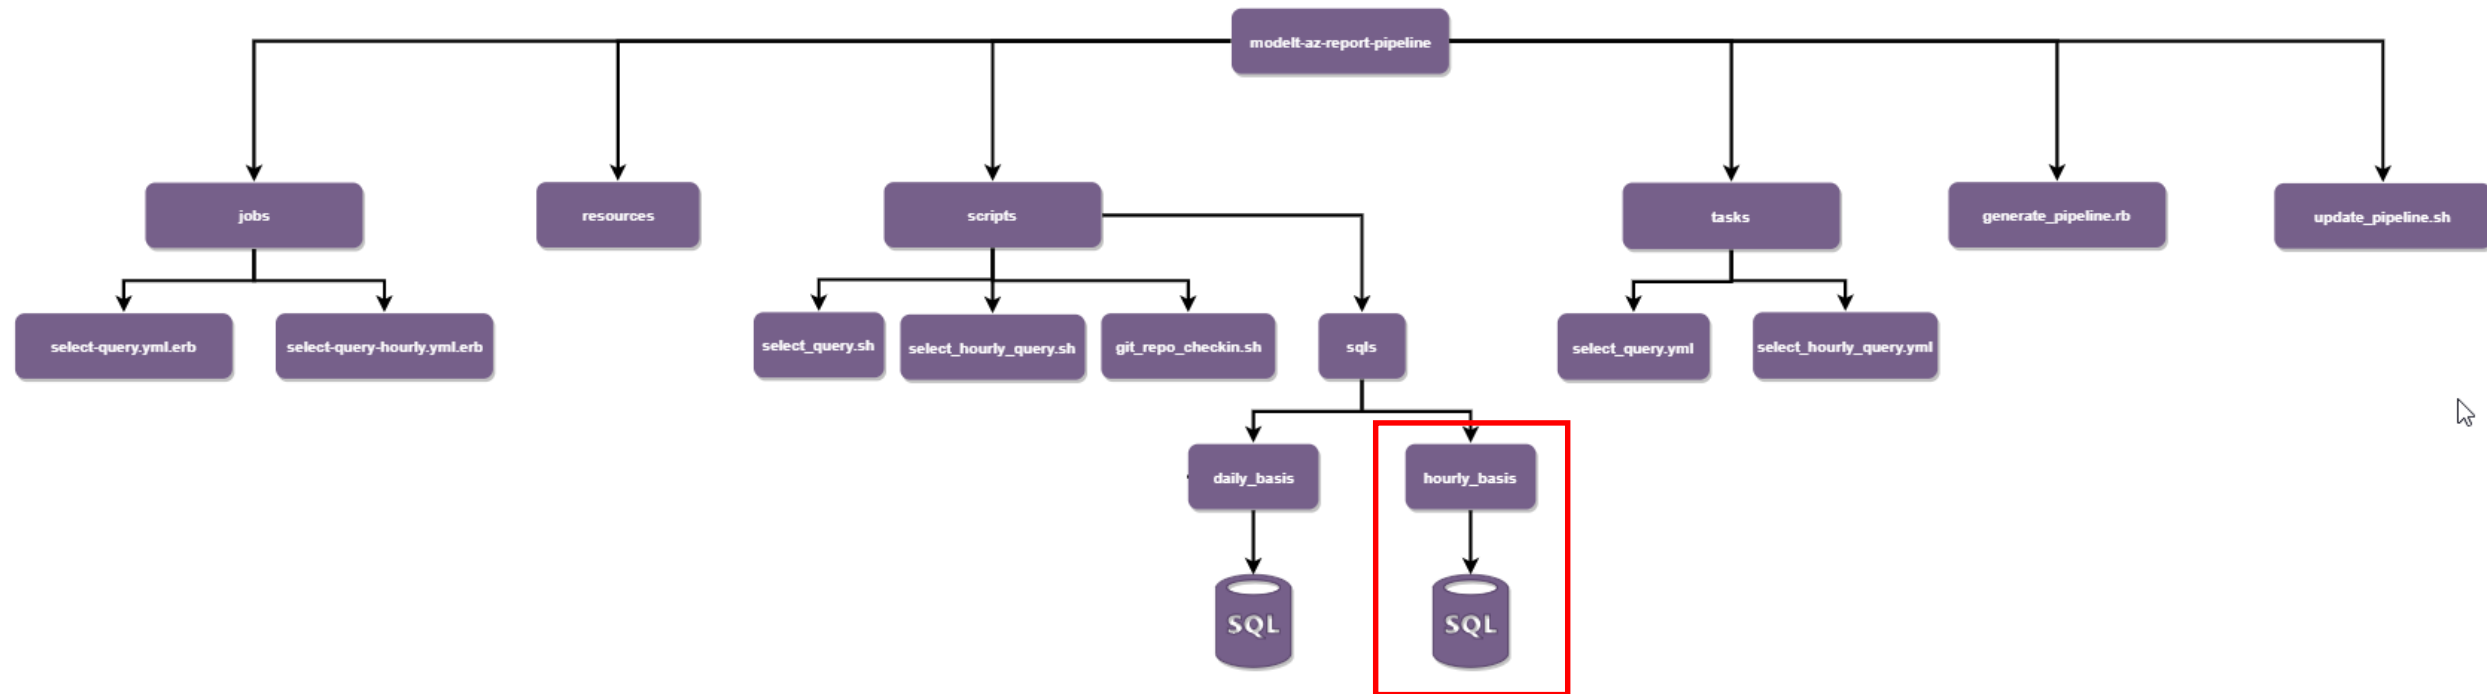 modelt-az-report-pipeline
jobs
resources
scripts
tasks
generate_pipeline.rb
update_pipeline.sh
select-query.yml.erb
select-query-hourly.yml.erb
select_query.sh
select_hourly_query.sh
git_repo_checkin.sh
sqls
select_query.yml
select_hourly_query.yml
daily_basis
hourly_basis
SQL
SQL